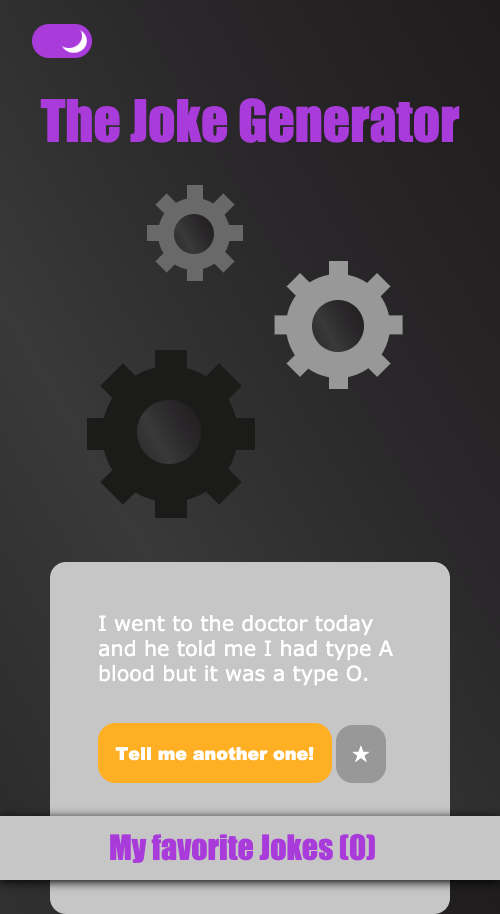 The Joke Generator
I went to the doctor today
and he told me I had type A
blood but it was a type O.
Tell me another one!
My favorite Jokes (0)